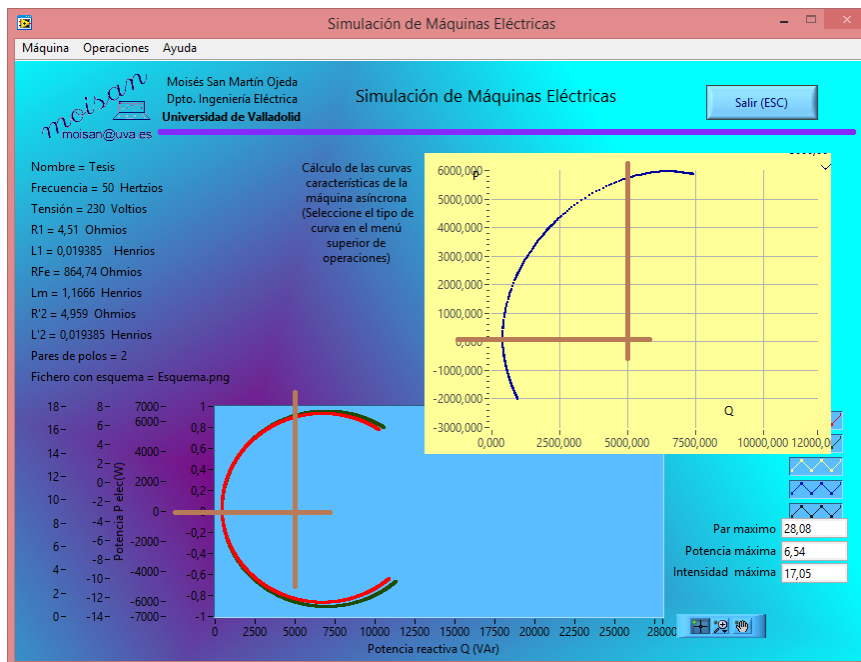 Simulación de Máquinas Eléctricas
Máquina Operaciones Ayuda
moisan
moisan@uva.es
Moisés San Martín Ojeda
Dpto. Ingeniería Eléctrica
Universidad de Valladolid
Simulación de Máquinas Eléctricas
Salir (ESC)
Nombre = Tesis
Frecuencia = 50 Hertzios
Tensión = 230 Voltios
R1 = 4,51 Ohmios
L1 = 0,019385 Henrios
RFe = 864,74 Ohmios
Lm = 1,1666 Henrios
R'2 = 4,959 Ohmios
L'2 = 0,019385 Henrios
Pares de polos = 2
Fichero con esquema = Esquema.png
Cálculo de las curvas
características de la
máquina asíncrona
(Seleccione el tipo de
curva en el menú
superior de
operaciones)
P
6000,000
5000,000
4000,000
3000,000
2000,000
1000,000
0,000
-1000,000
-2000,000
-3000,000
Q
0,000 2500,000 5000,000 7500,000 10000,000 12000,0
18 16 14 12 10 8 6 4 2 0
8 6 4 2 0 -2 -4 -6 -8 -10 -12 -14
Potencia P elec(W)
7000 6000 4000 2000 0 -2000 -4000 -6000 -7000
1 0,8 0,6 0,4 0,2 -0,2 -0,4 -0,6 -0,8 -1
0 2500 5000 7500 10000 12500 15000 17500 20000 22500 25000 28000
Potencia reactiva Q (VAr)
Par maximo 28,08
Potencia máxima 6,54
Intensidad máxima 17,05